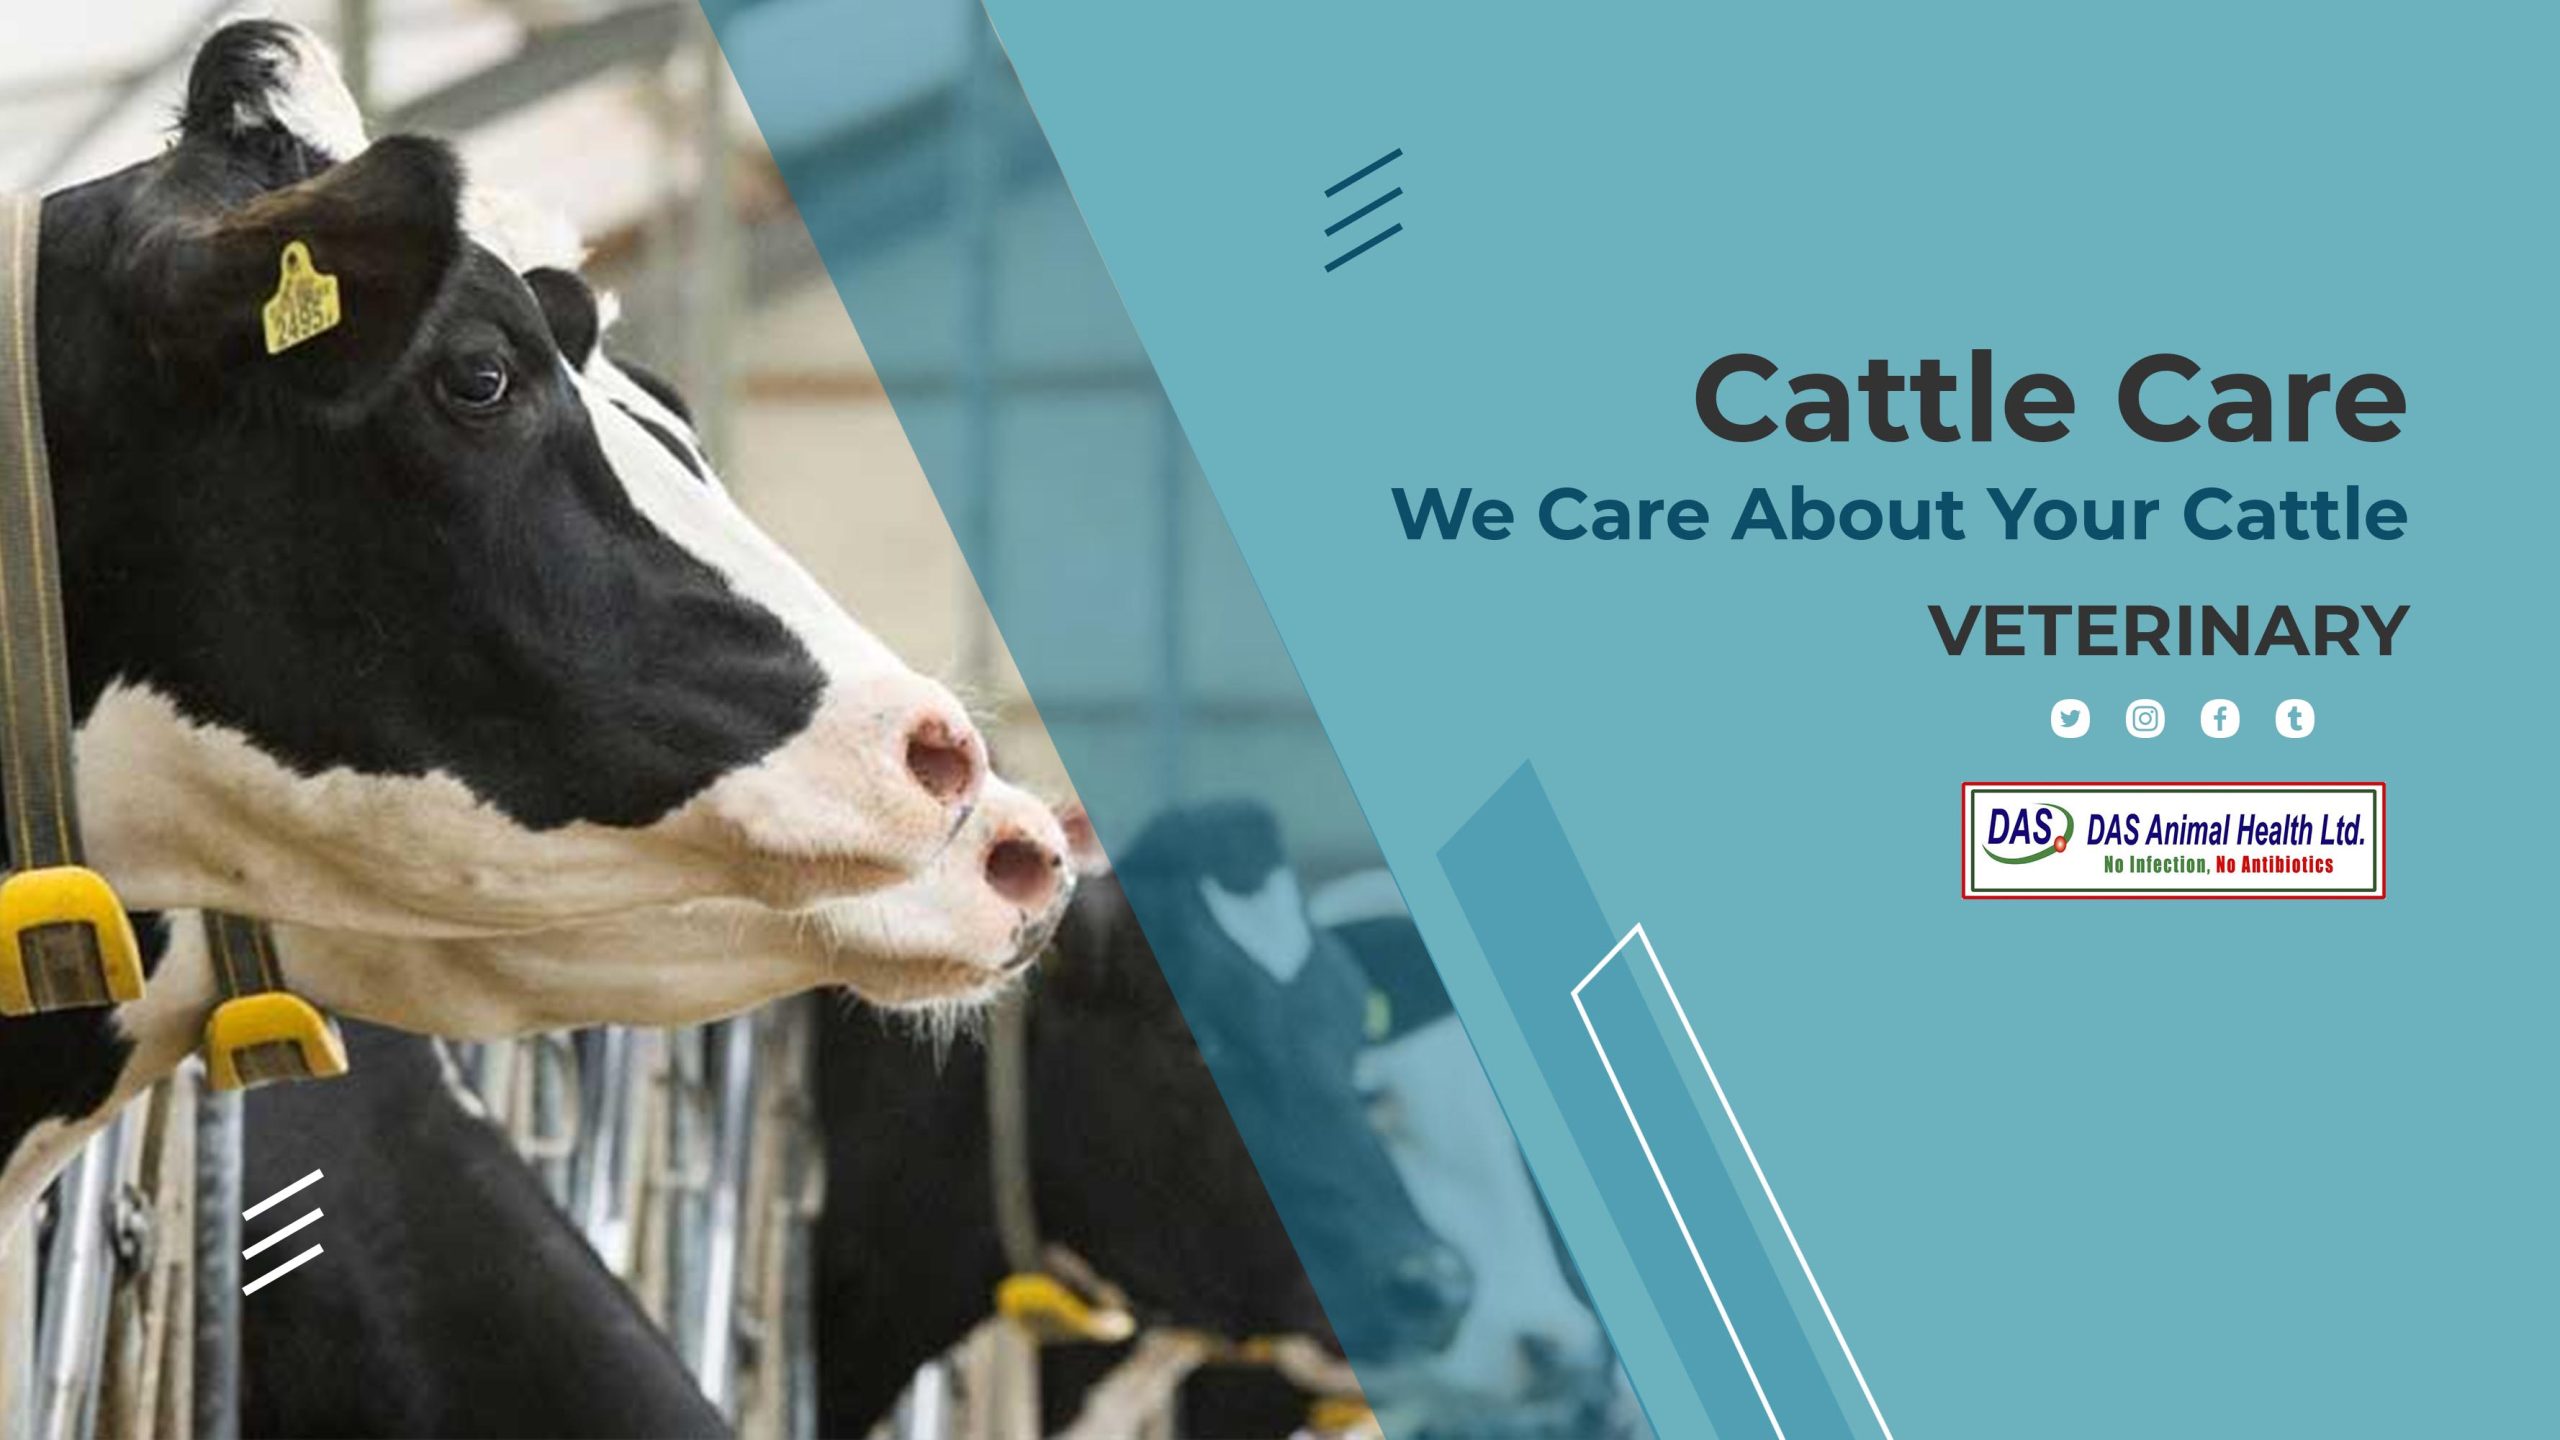 Cattle Care
We Care About Your Cattle
VETERINARY
DAS DAS Animal Health Ltd.
No Infection, No Antibiotics
2495